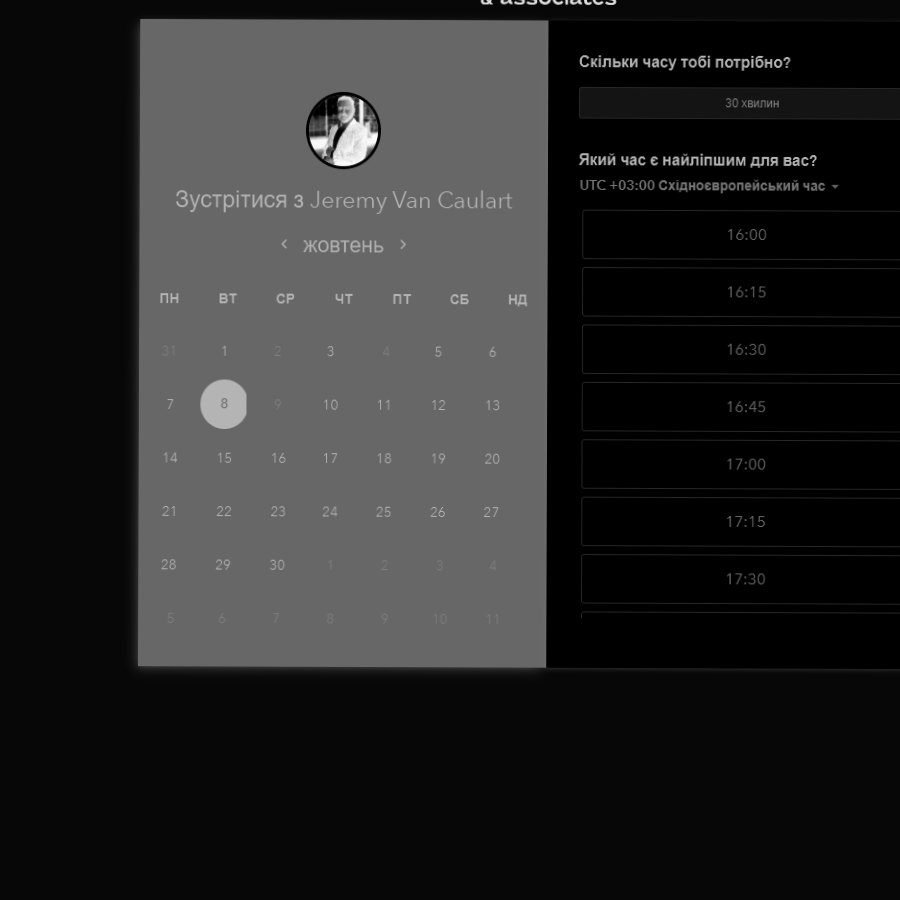 & associates
Зустрітися з Jeremy Van Caulart
жовтень
ПН ВТ СР ЧТ ПТ СБ НД
31 1 2 3 4 5 6
7 8 9 10 11 12 13
14 15 16 17 18 19 20
21 22 23 24 25 26 27
28 29 30 1 2 3 4
5 6 7 8 9 10 11
Скільки часу тобі потрібно?
30 хвилин
Який час є найліпшим для вас?
UTC +03:00 Східноєвропейський час
16:00
16:15
16:30
16:45
17:00
17:15
17:30